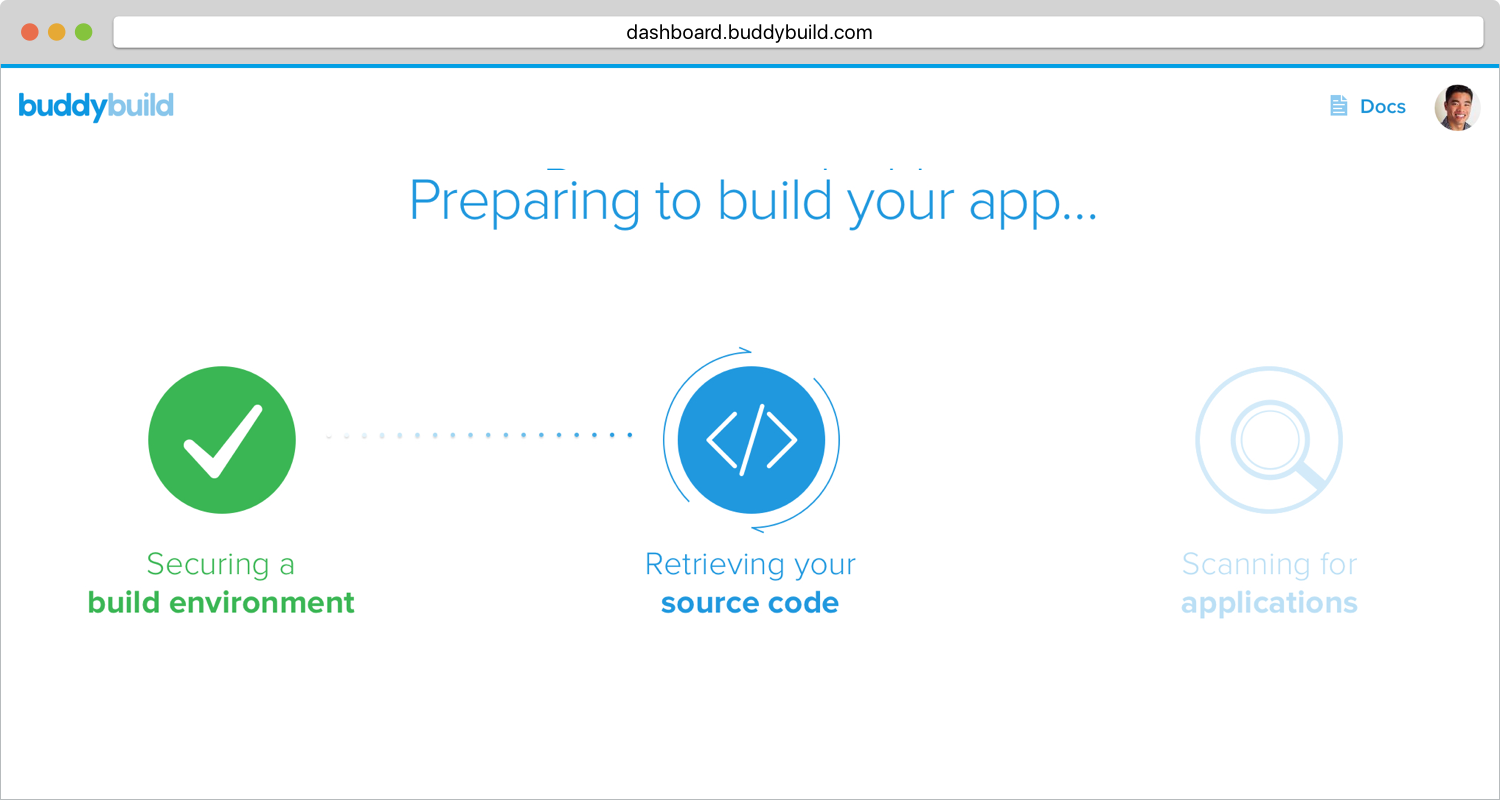 dashboard.buddybuild.com
buddybuild
Docs
Preparing to build your app...
Securing a
build environment
Retrieving your
source code
Scanning for
applications